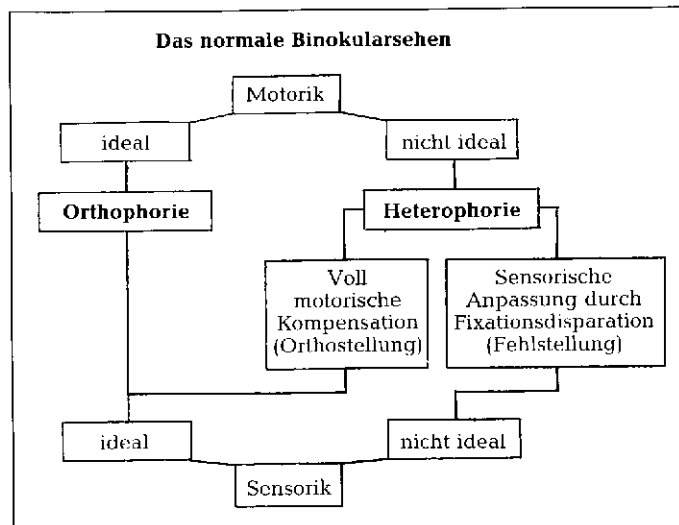 Das normale Binokularsehen
Motorik
ideal
nicht ideal
Orthophorie
Heterophorie
Voll
motorische
Kompensation
(Orthostellung)
Sensorische
Anpassung durch
Fixationsdisparation
(Fehlstellung)
ideal
nicht ideal
Sensorik